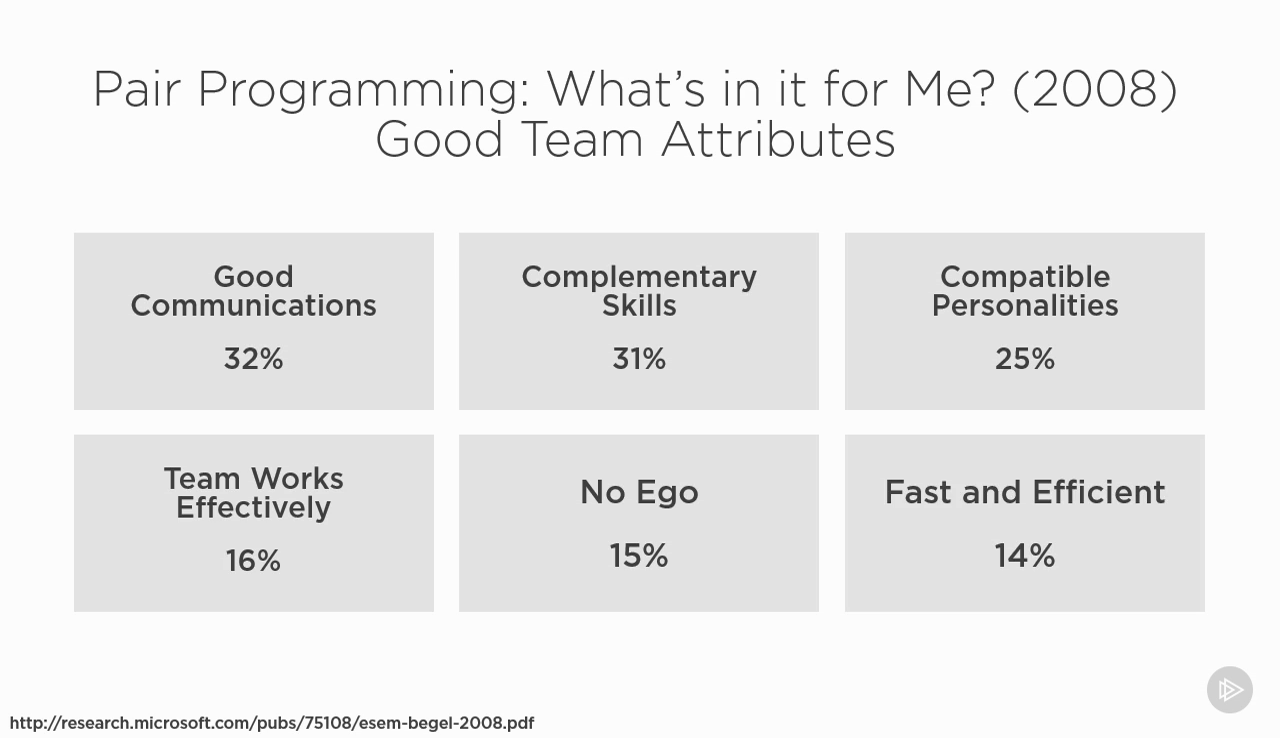 Pair Programming: What's in it for Me? (2008)
Good Team Attributes
Good
Communications
32%
Complementary
Skills
31%
Compatible
Personalities
25%
Team Works
Effectively
16%
No Ego
15%
Fast and Efficient
14%
http://research.microsoft.com/pubs/75108/esem-begel-2008.pdf